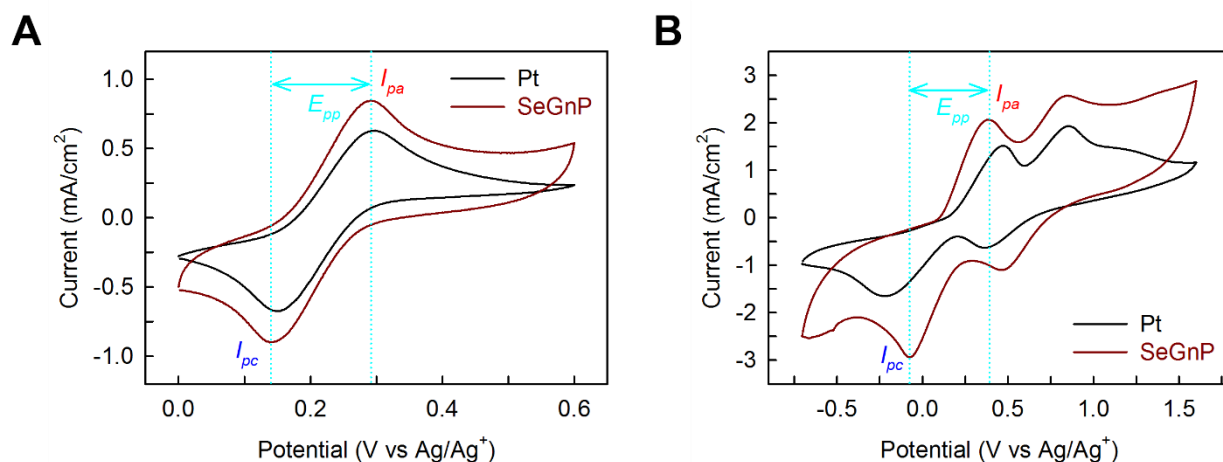 A
1.0
0.5
0.0
-0.5
-1.0
Current (mA/cm²)
I_pa
E_pp
I_pc
Pt
SeGnP
0.0 0.2 0.4 0.6
Potential (V vs Ag/Ag⁺)
B
3
2
1
0
-1
-2
-3
Current (mA/cm²)
I_pa
E_pp
I_pc
Pt
SeGnP
-0.5 0.0 0.5 1.0 1.5
Potential (V vs Ag/Ag⁺)